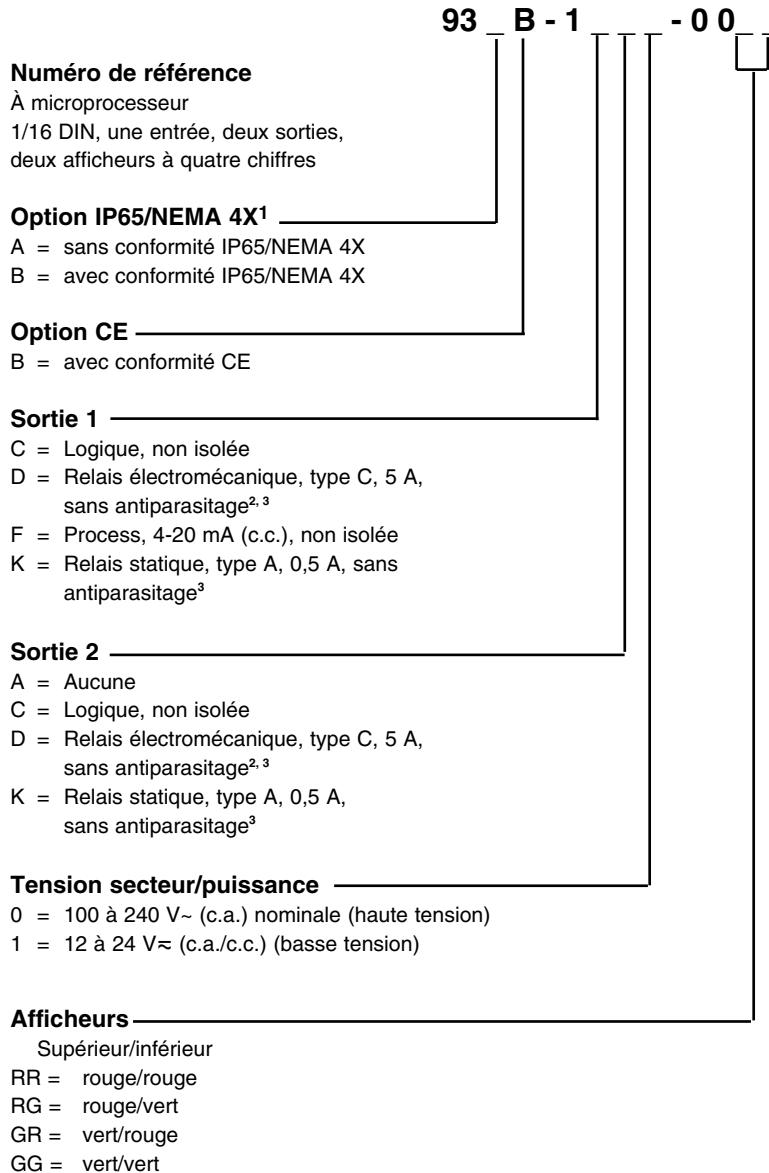 93 _ B - 1 _ _ _ - 0 0 _ _
Numéro de référence
À microprocesseur
1/16 DIN, une entrée, deux sorties,
deux afficheurs à quatre chiffres
Option IP65/NEMA 4X¹
A = sans conformité IP65/NEMA 4X
B = avec conformité IP65/NEMA 4X
Option CE
B = avec conformité CE
Sortie 1
C = Logique, non isolée
D = Relais électromécanique, type C, 5 A,
sans antiparasitage²,³
F = Process, 4-20 mA (c.c.), non isolée
K = Relais statique, type A, 0,5 A, sans
antiparasitage³
Sortie 2
A = Aucune
C = Logique, non isolée
D = Relais électromécanique, type C, 5 A,
sans antiparasitage²,³
K = Relais statique, type A, 0,5 A,
sans antiparasitage³
Tension secteur/puissance
0 = 100 à 240 V~ (c.a.) nominale (haute tension)
1 = 12 à 24 V≂ (c.a./c.c.) (basse tension)
Afficheurs
Supérieur/inférieur
RR = rouge/rouge
RG = rouge/vert
GR = vert/rouge
GG = vert/vert